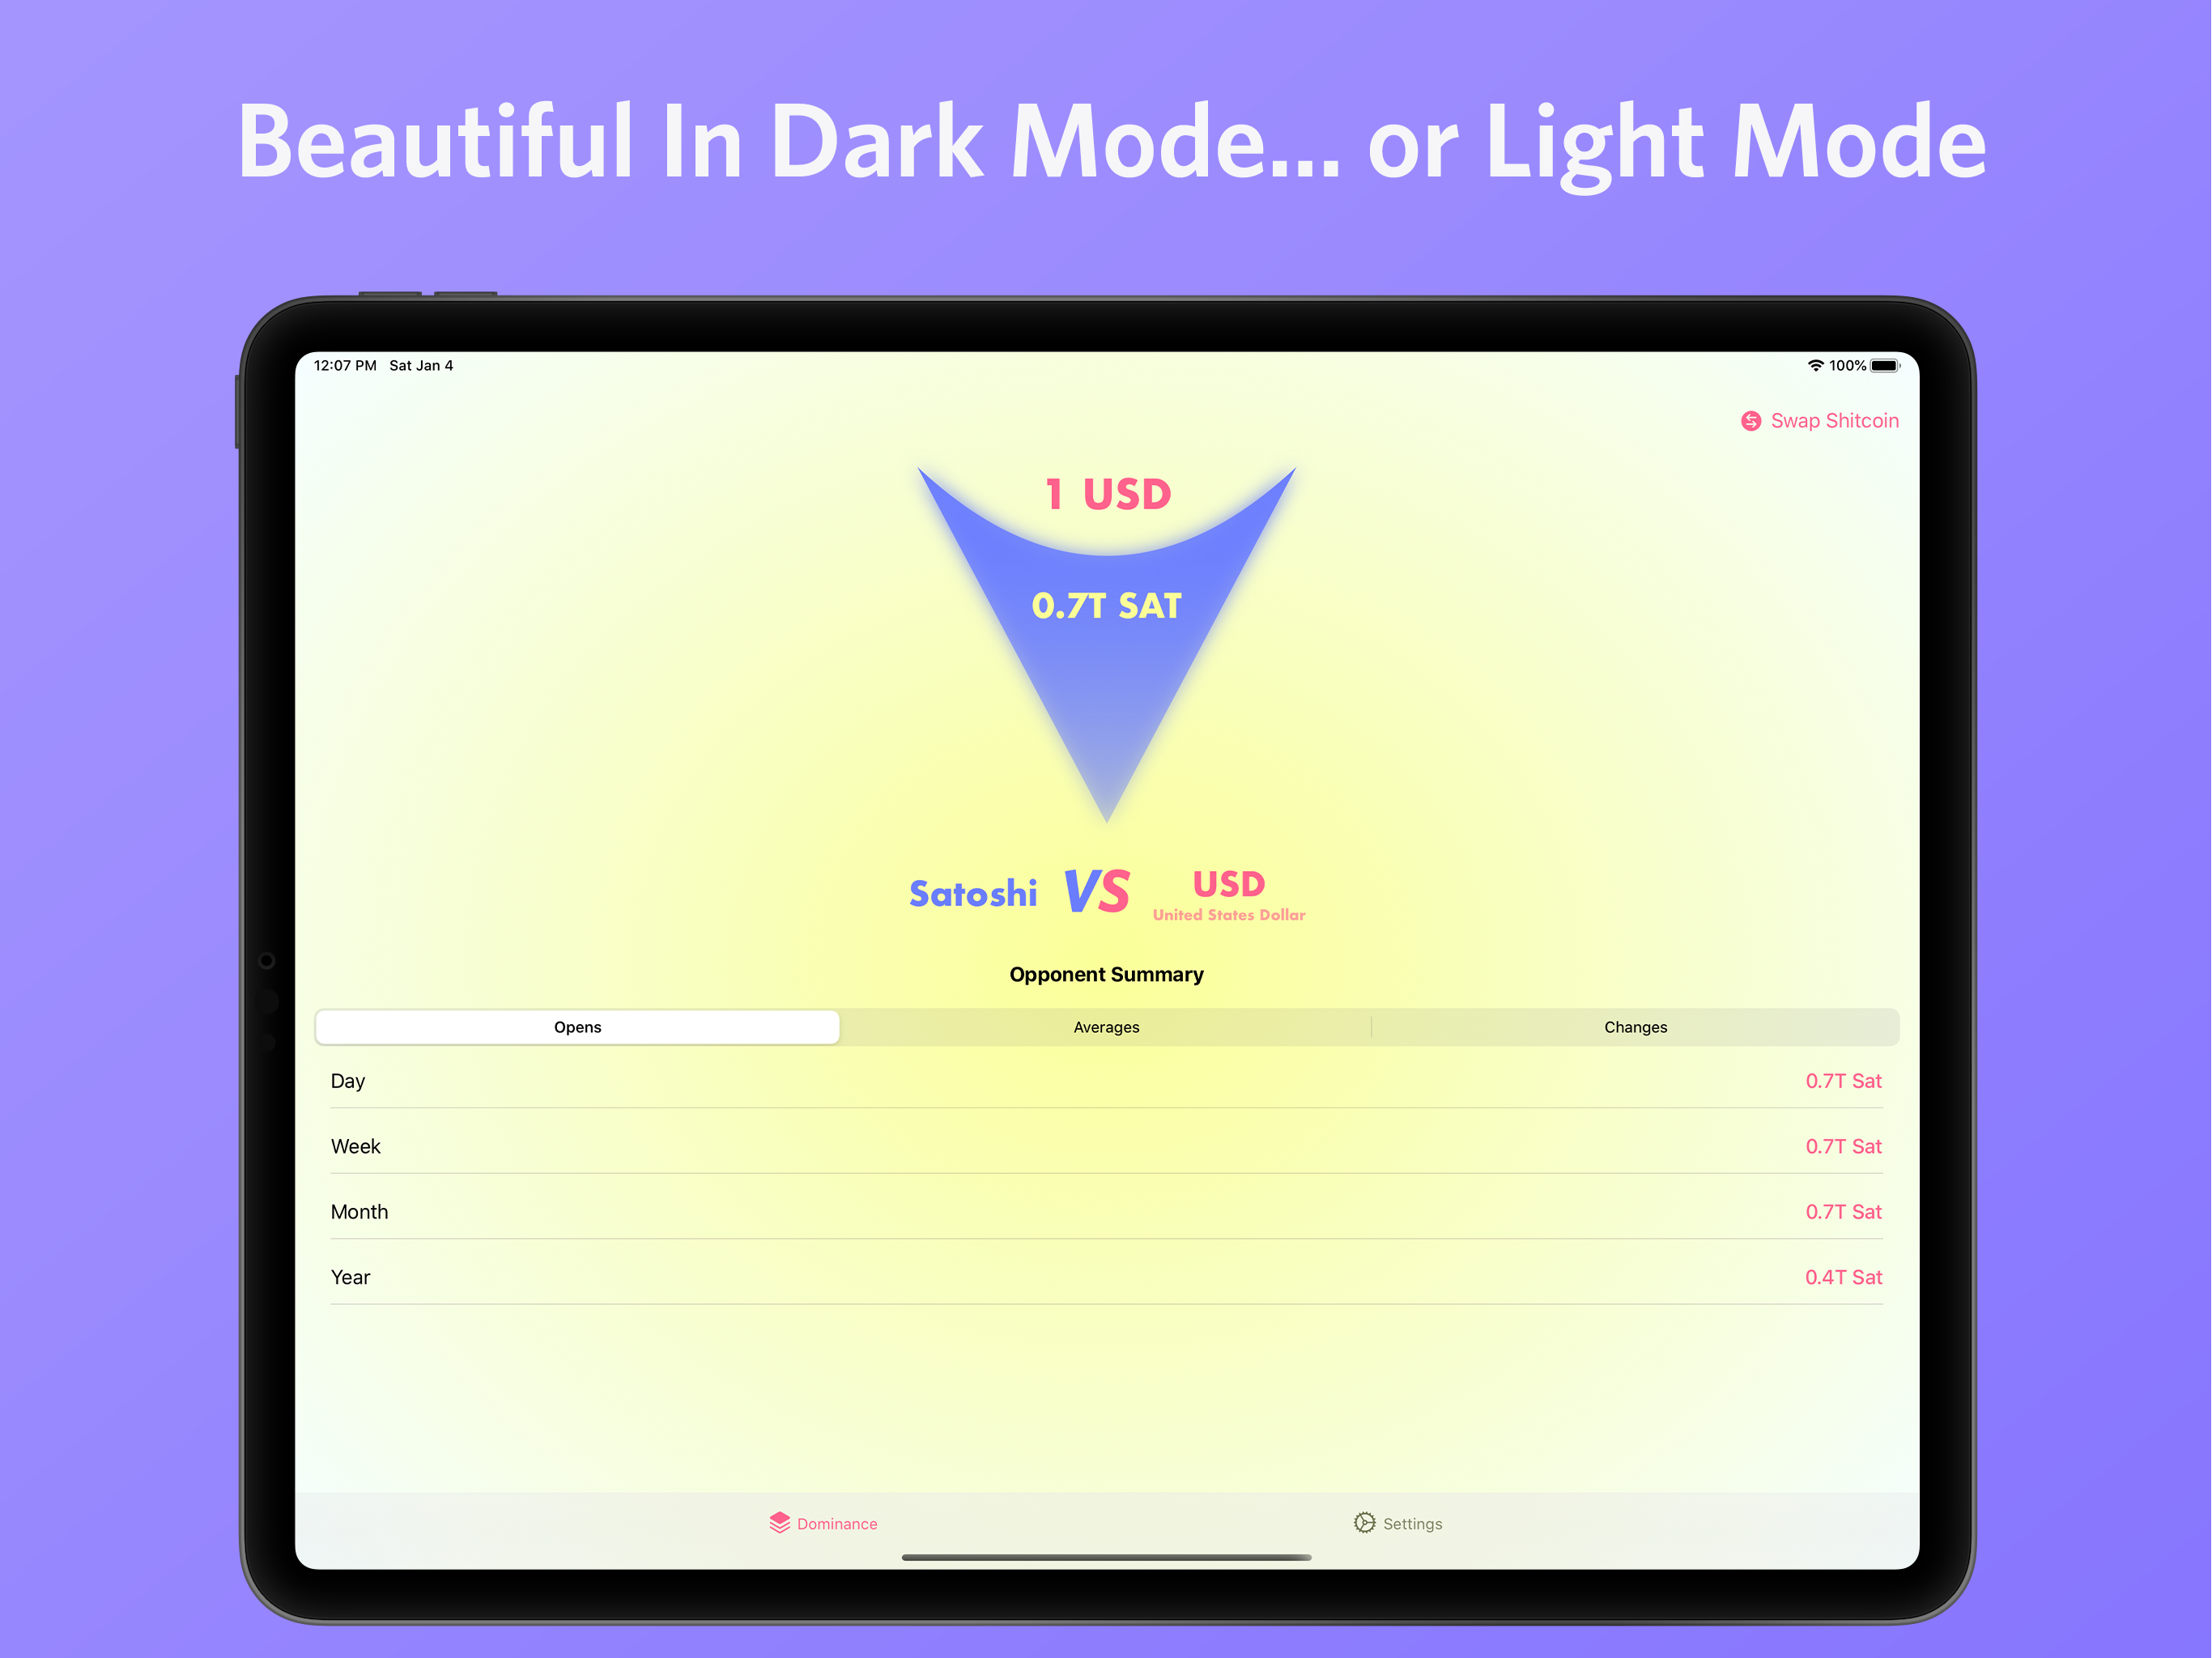 Beautiful In Dark Mode... or Light Mode
12:07 PM Sat Jan 4
100%
Swap Shitcoin
1 USD
0.7T SAT
Satoshi VS USD
United States Dollar
Opponent Summary
Opens Averages Changes
Day 0.7T Sat
Week 0.7T Sat
Month 0.7T Sat
Year 0.4T Sat
Dominance Settings